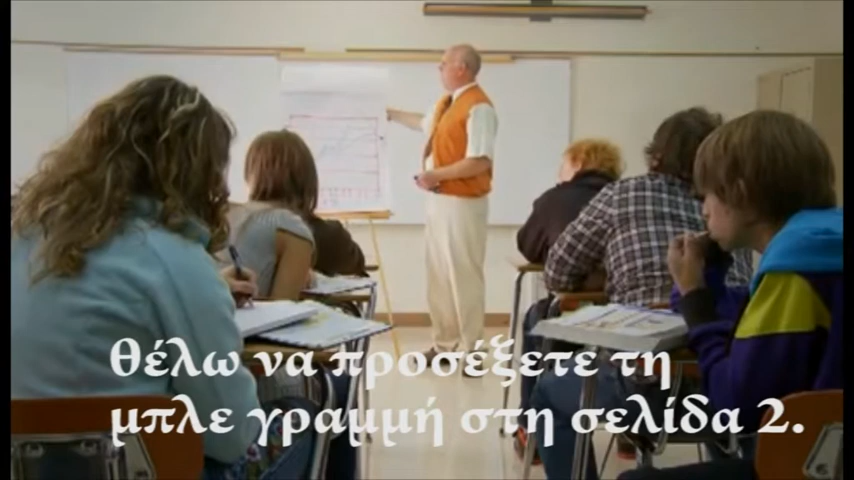 θέλω να προσέξετε τη
μπλε γραμμή στη σελίδα 2.